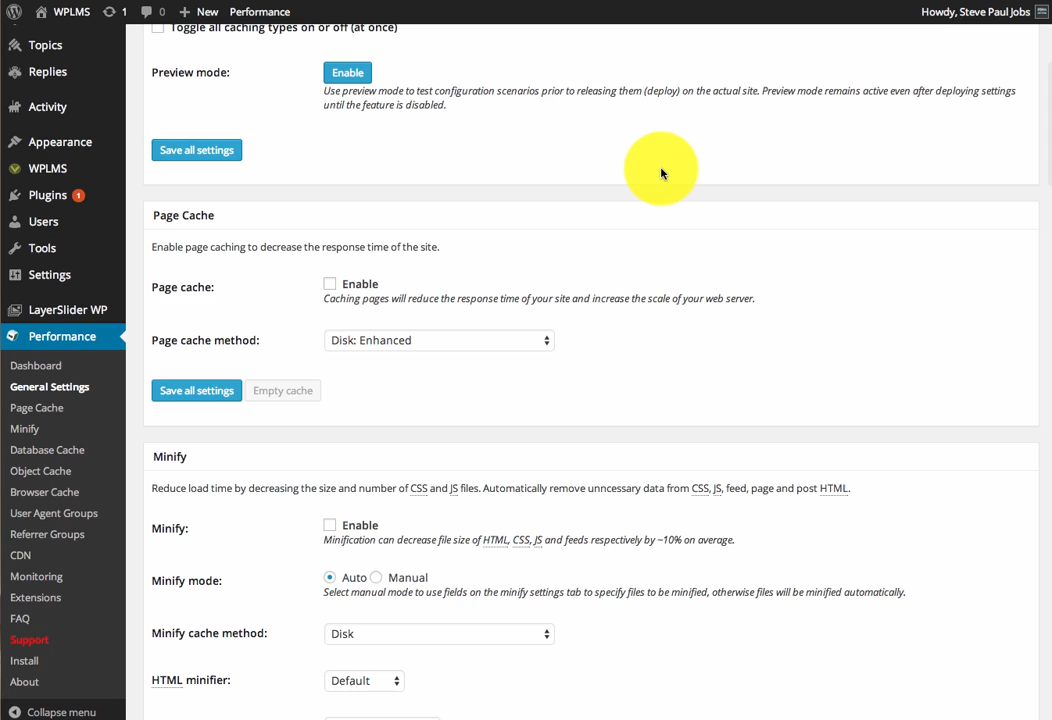 WPLMS 1 0 New Performance Howdy, Steve Paul Jobs
Topics
Replies
Activity
Appearance
WPLMS
Plugins 1
Users
Tools
Settings
LayerSlider WP
Performance
Dashboard
General Settings
Page Cache
Minify
Database Cache
Object Cache
Browser Cache
User Agent Groups
Referrer Groups
CDN
Monitoring
Extensions
FAQ
Support
Install
About
Collapse menu
Toggle all caching types on or off (at once)
Preview mode: Enable
Use preview mode to test configuration scenarios prior to releasing them (deploy) on the actual site. Preview mode remains active even after deploying settings
until the feature is disabled.
Save all settings
Page Cache
Enable page caching to decrease the response time of the site.
Page cache: Enable
Caching pages will reduce the response time of your site and increase the scale of your web server.
Page cache method: Disk: Enhanced
Save all settings Empty cache
Minify
Reduce load time by decreasing the size and number of CSS and JS files. Automatically remove unncessary data from CSS, JS, feed, page and post HTML.
Minify: Enable
Minification can decrease file size of HTML, CSS, JS and feeds respectively by ~10% on average.
Minify mode: Auto Manual
Select manual mode to use fields on the minify settings tab to specify files to be minified, otherwise files will be minified automatically.
Minify cache method: Disk
HTML minifier: Default